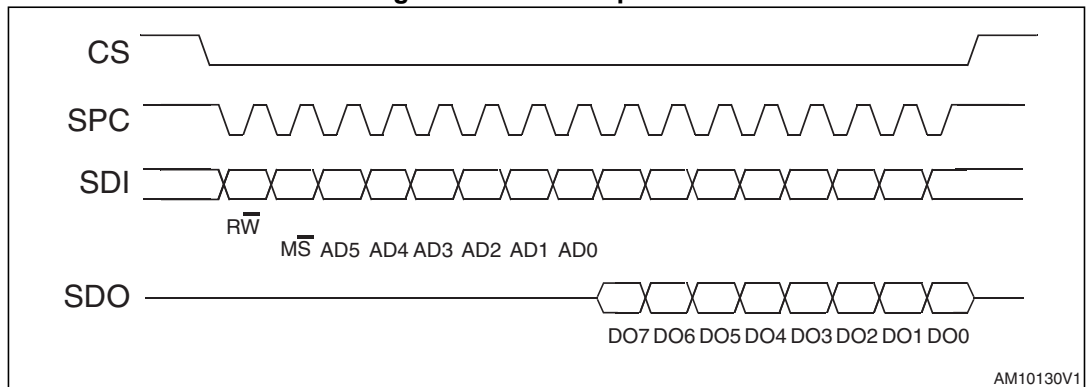 CS
SPC
SDI
RW
MS AD5 AD4 AD3 AD2 AD1 AD0
SDO
DO7 DO6 DO5 DO4 DO3 DO2 DO1 DO0
AM10130V1